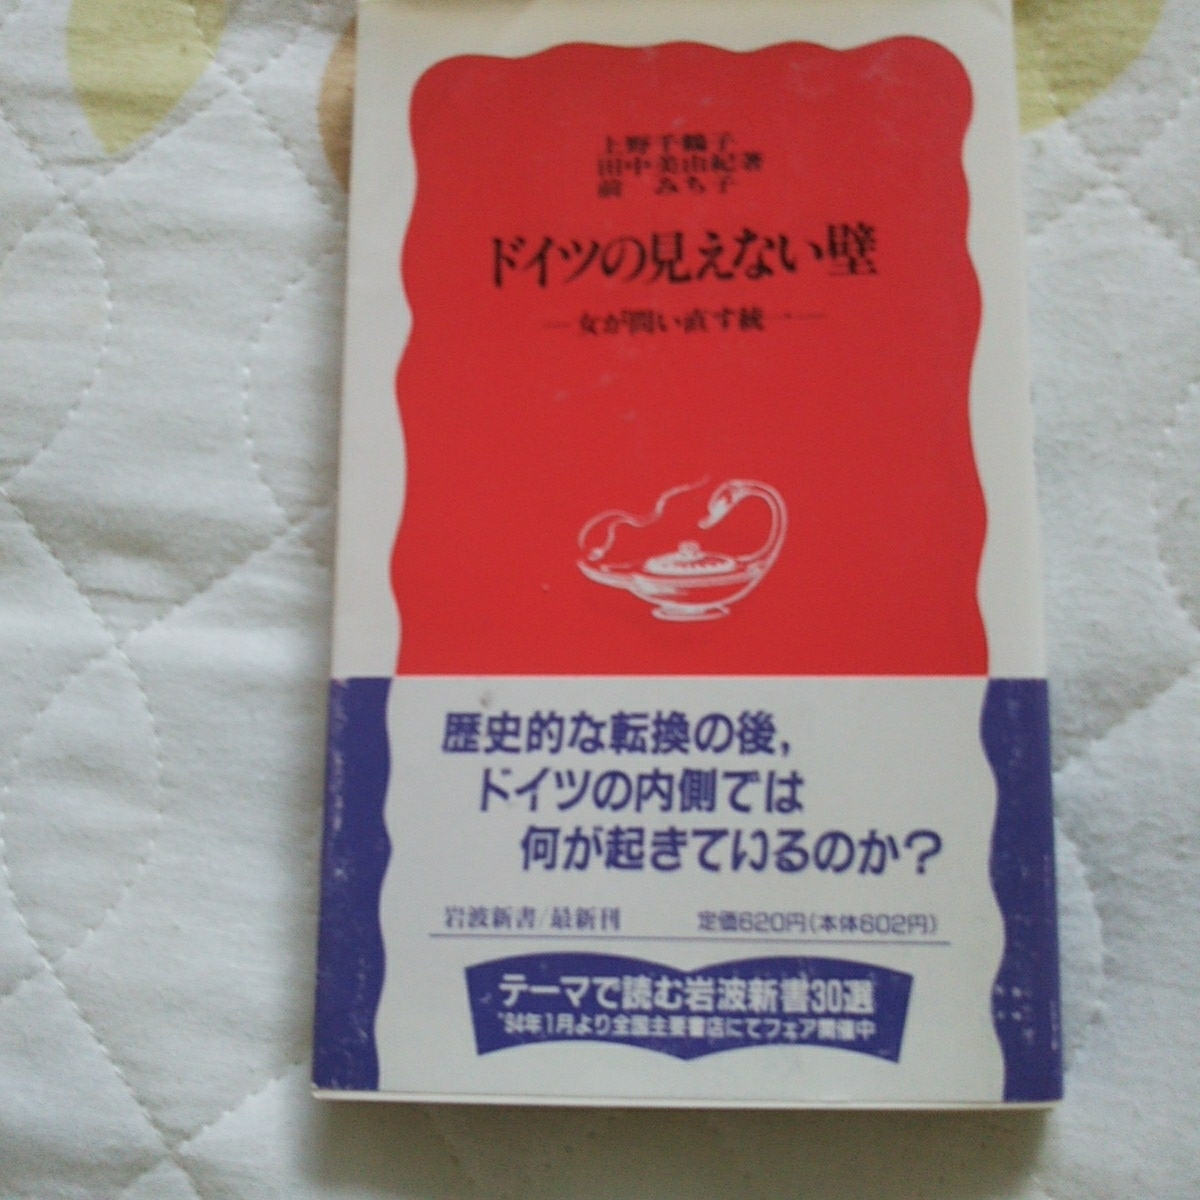 上野千鶴子
田中美由紀著
前　みち子
ドイツの見えない壁
―女が問い直す統一―
歴史的な転換の後,
ドイツの内側では
何が起きているのか?
岩波新書/最新刊　定価620円(本体602円)
テーマで読む岩波新書30選
'94年1月より全国主要書店にてフェア開催中